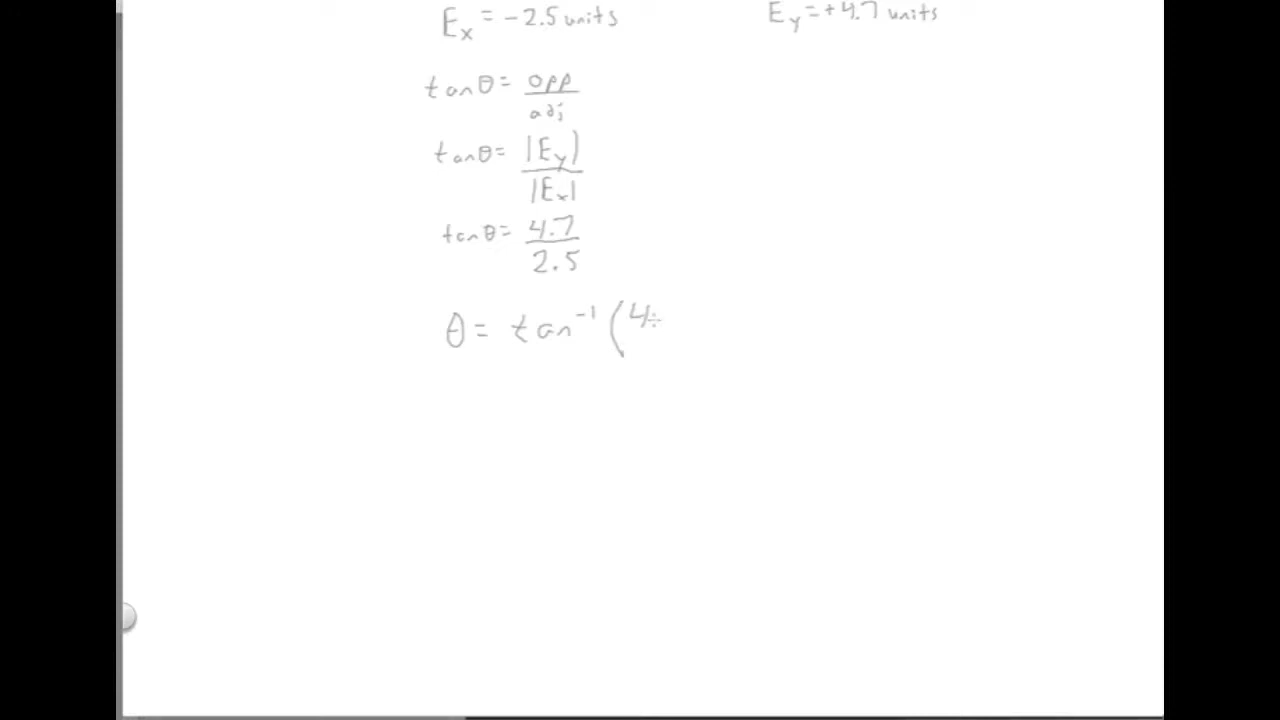 Ex = -2.5 units
Ey = +4.7 units
tanθ = opp/adj
tanθ = |Ey|/|Ex|
tanθ = 4.7/2.5
θ = tan⁻¹ (4